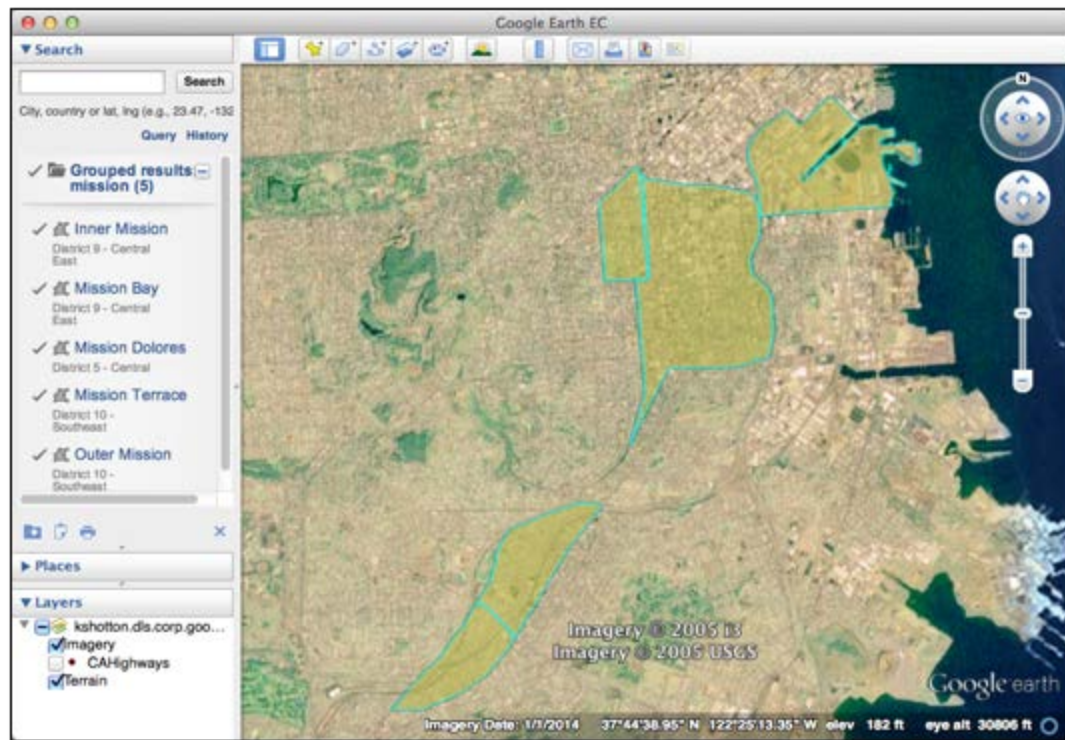 Google Earth EC
Search
Search
City, country or lat, lng (e.g., 23.47, -132
Query History
Grouped results:
mission (5)
Inner Mission
District 9 - Central
East
Mission Bay
District 9 - Central
East
Mission Dolores
District 5 - Central
Mission Terrace
District 10 -
Southeast
Outer Mission
District 10 -
Southeast
Places
Layers
kshotton.dls.corp.goo...
Imagery
CAHighways
Terrain
N
Imagery © 2005 i3
Imagery © 2005 USGS
Google earth
Imagery Date: 1/1/2014 37°44'38.95" N 122°25'13.35" W elev 182 ft eye alt 30806 ft